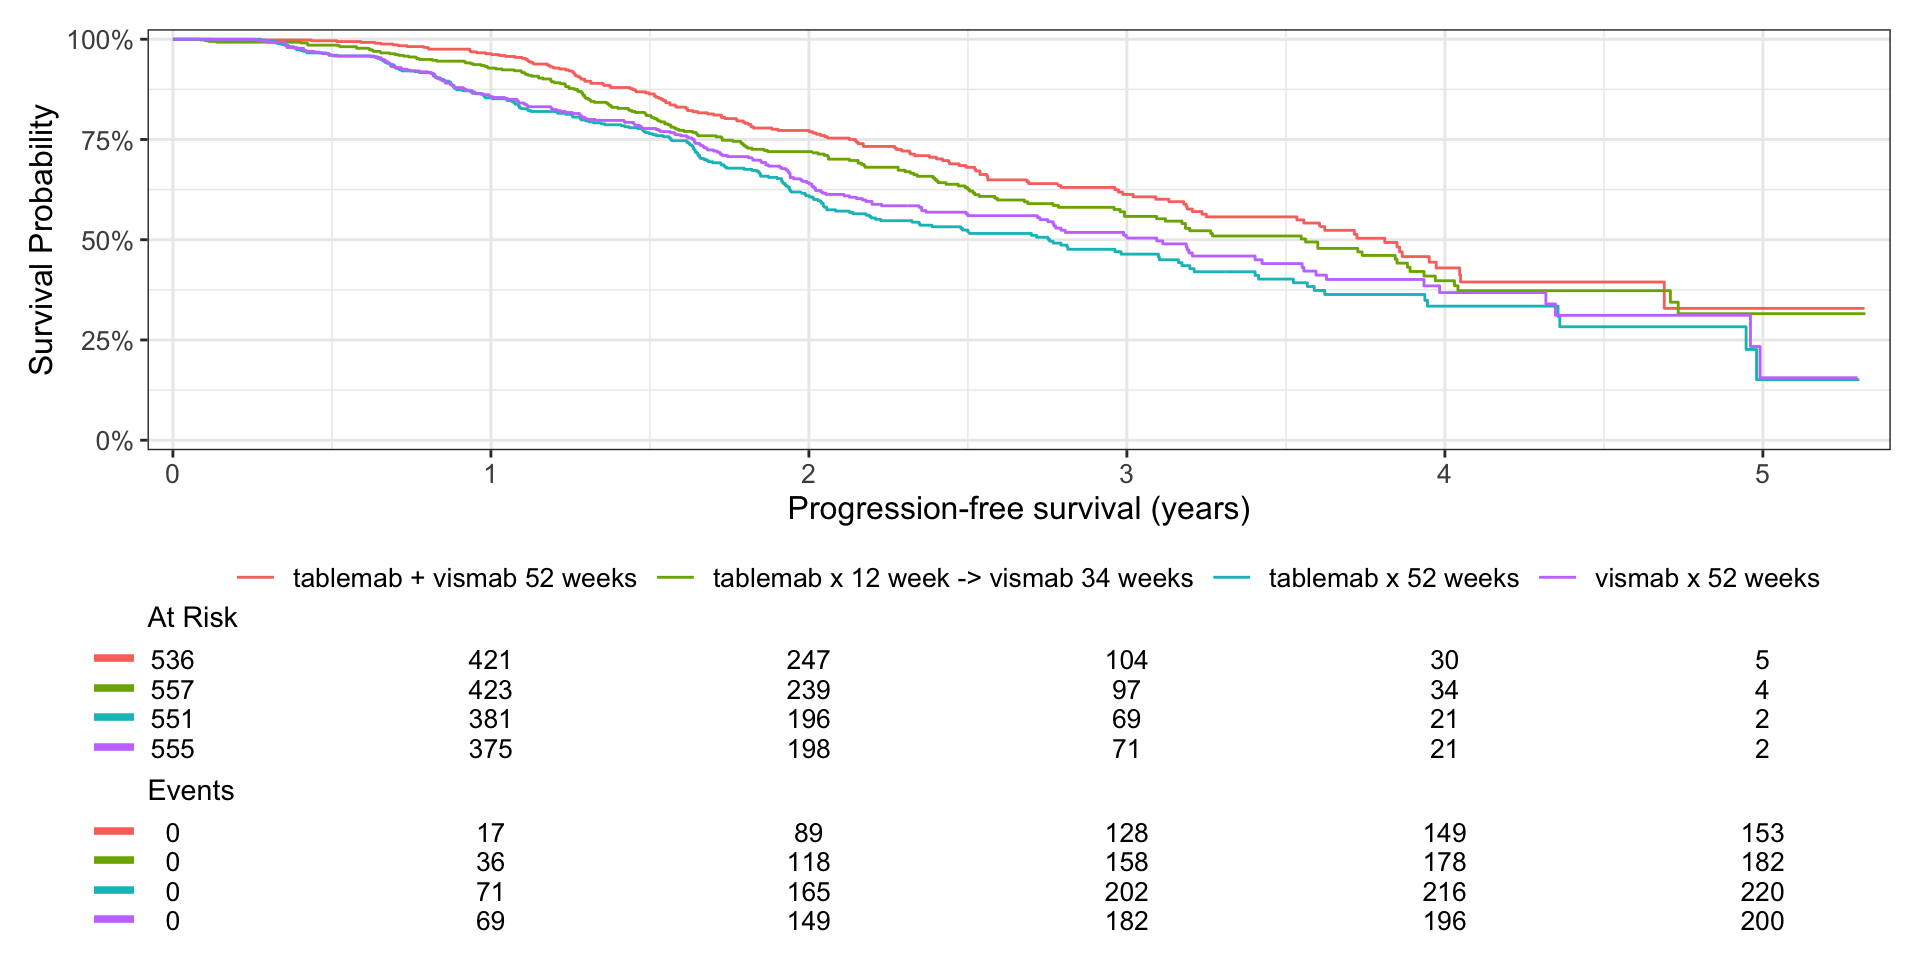 100%
75%
50%
25%
0%
Survival Probability
0 1 2 3 4 5
Progression-free survival (years)
tablemab + vismab 52 weeks tablemab x 12 week -> vismab 34 weeks tablemab x 52 weeks vismab x 52 weeks
At Risk
536 421 247 104 30 5
557 423 239 97 34 4
551 381 196 69 21 2
555 375 198 71 21 2
Events
0 17 89 128 149 153
0 36 118 158 178 182
0 71 165 202 216 220
0 69 149 182 196 200